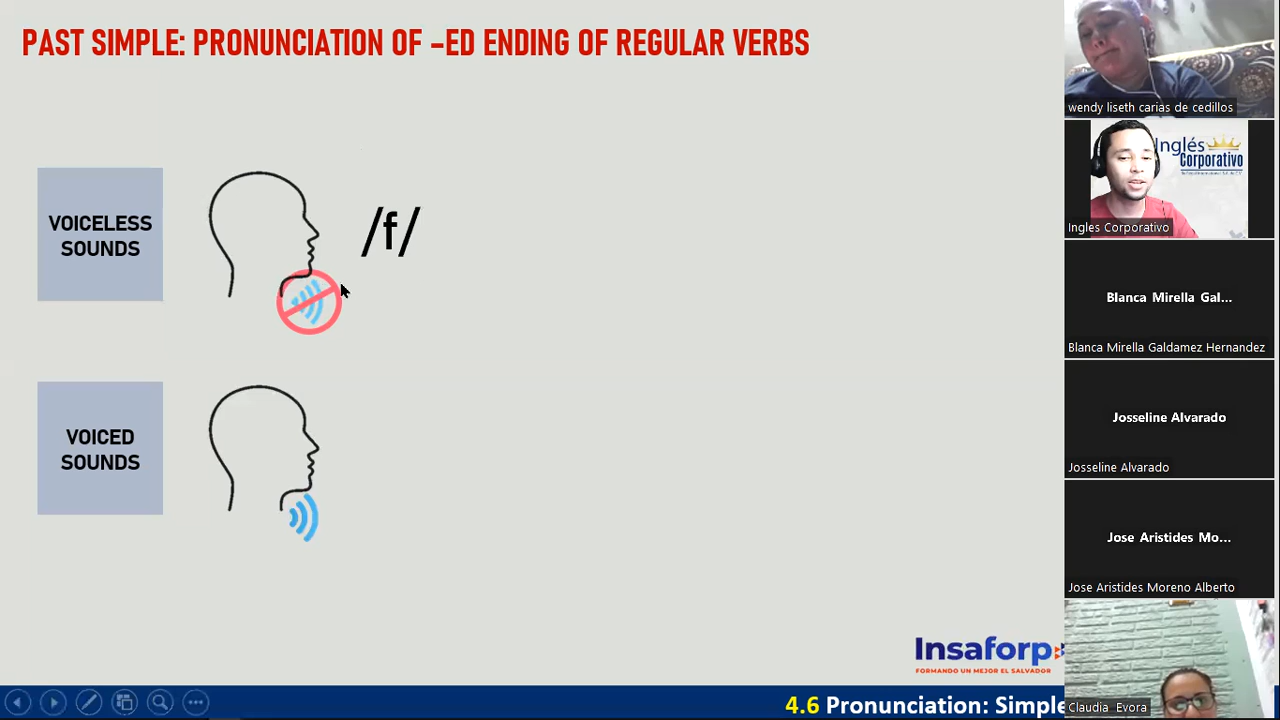 PAST SIMPLE: PRONUNCIATION OF -ED ENDING OF REGULAR VERBS
VOICELESS
SOUNDS
/f/
VOICED
SOUNDS
Insaforp
FORMANDO UN MEJOR EL SALVADOR
4.6 Pronunciation: Simple
wendy liseth carias de cedillos
Inglés
Corporativo
Ingles Corporativo
Blanca Mirella Gal...
Blanca Mirella Galdamez Hernandez
Josseline Alvarado
Josseline Alvarado
Jose Aristides Mo...
Jose Aristides Moreno Alberto
Claudia Evora